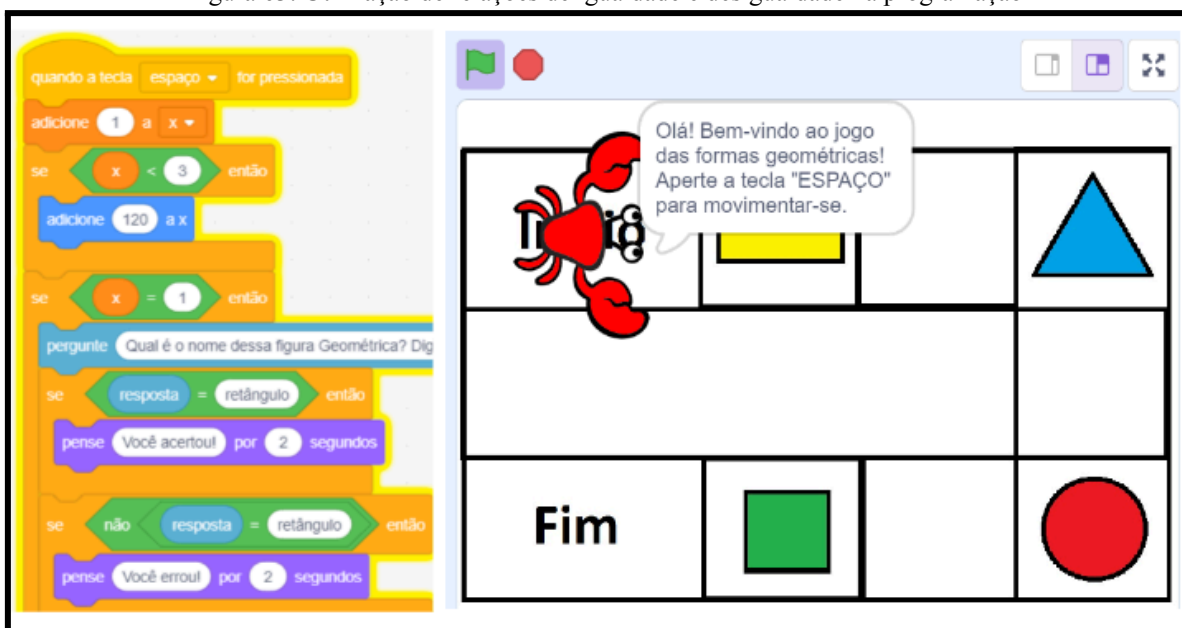 quando a tecla espaço for pressionada
adicione 1 a x
se x < 3 então
adicione 120 a x
se x = 1 então
pergunte Qual é o nome dessa figura Geométrica? Dig
se resposta = retângulo então
pense Você acertou! por 2 segundos
se não resposta = retângulo então
pense Você errou! por 2 segundos
Olá! Bem-vindo ao jogo
das formas geométricas!
Aperte a tecla "ESPAÇO"
para movimentar-se.
Fim